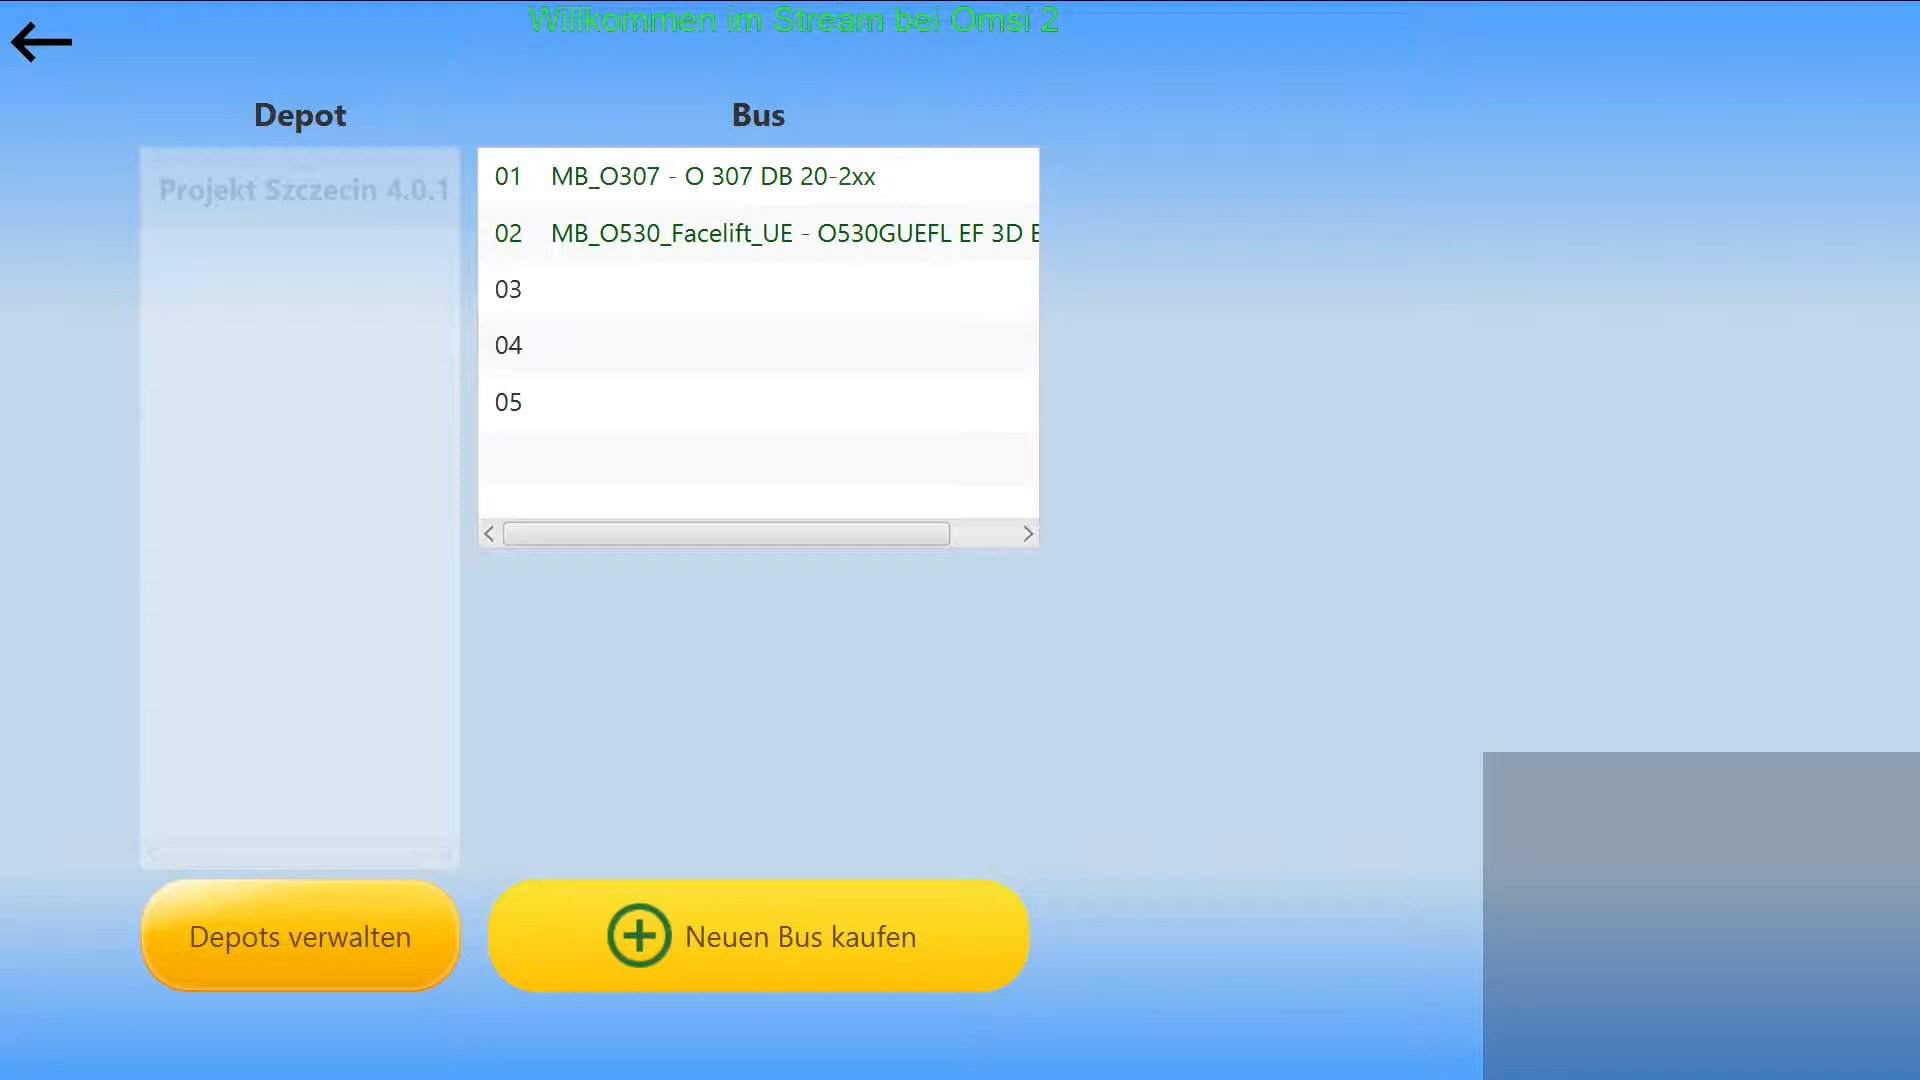 Willkommen im Stream bei Omsi 2
Depot
Bus
Projekt Szczecin 4.0.1
01 MB_O307 - O 307 DB 20-2xx
02 MB_O530_Facelift_UE - O530GUEFL EF 3D E
03
04
05
Depots verwalten
Neuen Bus kaufen